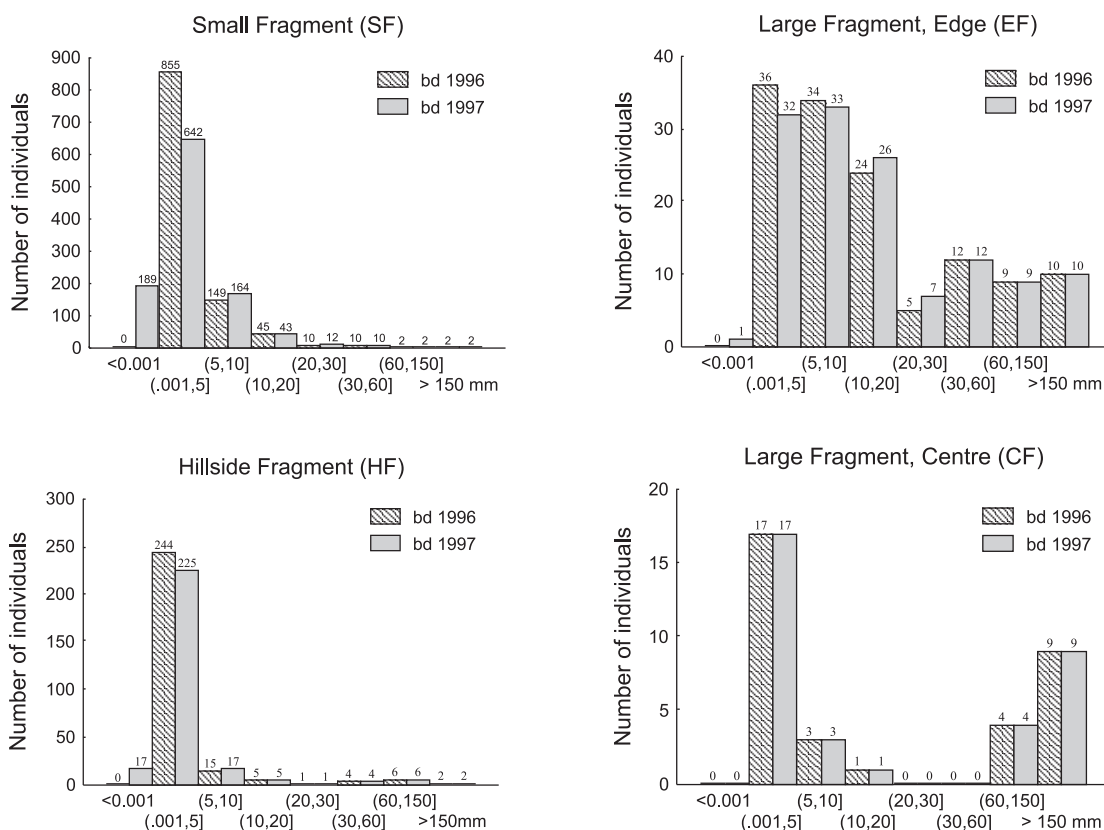 Small Fragment (SF)
Number of individuals
900
800
700
600
500
400
300
200
100
0
bd 1996
bd 1997
0 189 855 642 149 164 45 43 10 12 10 10 2 2 2 2
<0.001 (5,10] (20,30] (60,150]
(.001,5] (10,20] (30,60] > 150 mm
Large Fragment, Edge (EF)
Number of individuals
40
30
20
10
0
bd 1996
bd 1997
0 1 36 32 34 33 24 26 5 7 12 12 9 9 10 10
<0.001 (5,10] (20,30] (60,150]
(.001,5] (10,20] (30,60] >150 mm
Hillside Fragment (HF)
Number of individuals
300
250
200
150
100
50
0
bd 1996
bd 1997
0 17 244 225 15 17 5 5 1 1 4 4 6 6 2 2
<0.001 (5,10] (20,30] (60,150]
(.001,5] (10,20] (30,60] >150mm
Large Fragment, Centre (CF)
Number of individuals
20
15
10
5
0
bd 1996
bd 1997
0 0 17 17 3 3 1 1 0 0 0 0 4 4 9 9
<0.001 (5,10] (20,30] (60,150]
(.001,5] (10,20] (30,60] > 150 mm